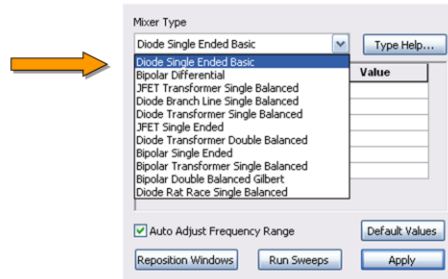 Mixer Type
Diode Single Ended Basic
Type Help...
Diode Single Ended Basic
Value
Bipolar Differential
JFET Transformer Single Balanced
Diode Branch Line Single Balanced
Diode Transformer Single Balanced
JFET Single Ended
Diode Transformer Double Balanced
Bipolar Single Ended
Bipolar Transformer Single Balanced
Bipolar Double Balanced Gilbert
Diode Rat Race Single Balanced
Auto Adjust Frequency Range
Default Values
Reposition Windows
Run Sweeps
Apply